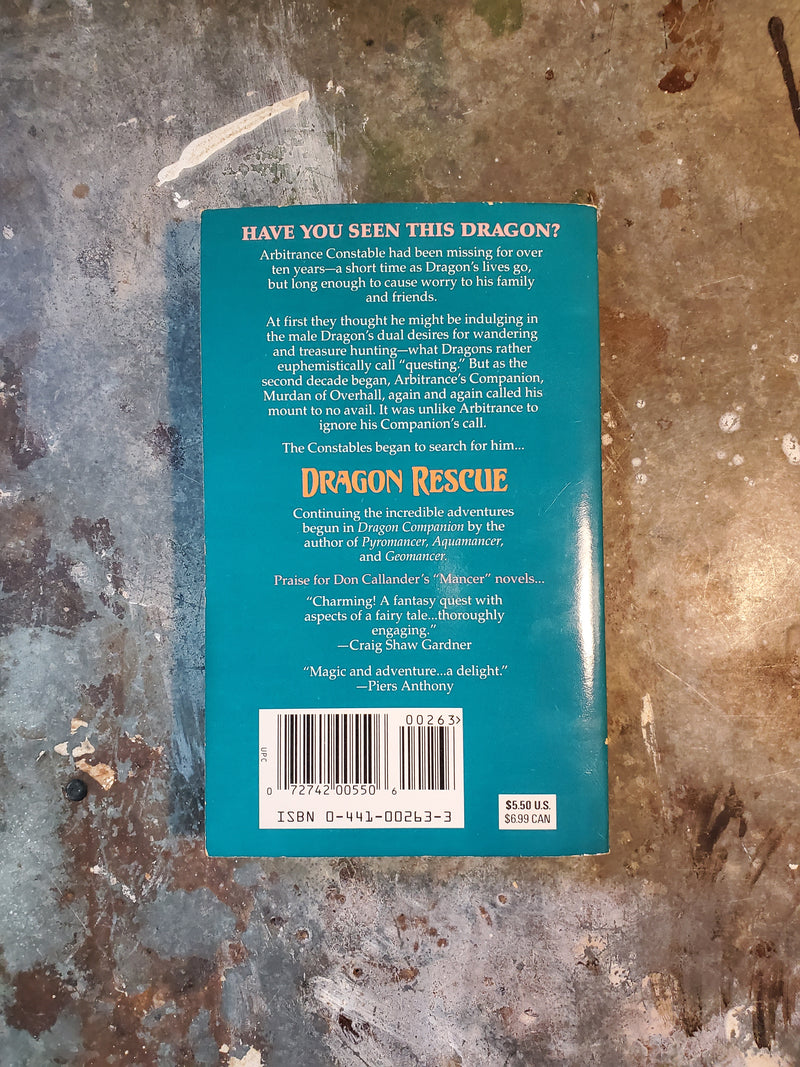 HAVE YOU SEEN THIS DRAGON?
Arbitrance Constable had been missing for over
ten years—a short time as Dragon's lives go,
but long enough to cause worry to his family
and friends.
At first they thought he might be indulging in
the male Dragon's dual desires for wandering
and treasure hunting—what Dragons rather
euphemistically call “questing.” But as the
second decade began, Arbitrance's Companion,
Murdan of Overhall, again and again called his
mount to no avail. It was unlike Arbitrance to
ignore his Companion's call.
The Constables began to search for him...
DRAGON RESCUE
Continuing the incredible adventures
begun in Dragon Companion by the
author of Pyromancer, Aquamancer,
and Geomancer.
Praise for Don Callander's “Mancer” novels...
“Charming! A fantasy quest with
aspects of a fairy tale...thoroughly
engaging.”
—Craig Shaw Gardner
“Magic and adventure...a delight.”
—Piers Anthony
00263>
UPC
0 72742 00550 6
ISBN 0-441-00263-3
$5.50 U.S.
$6.99 CAN